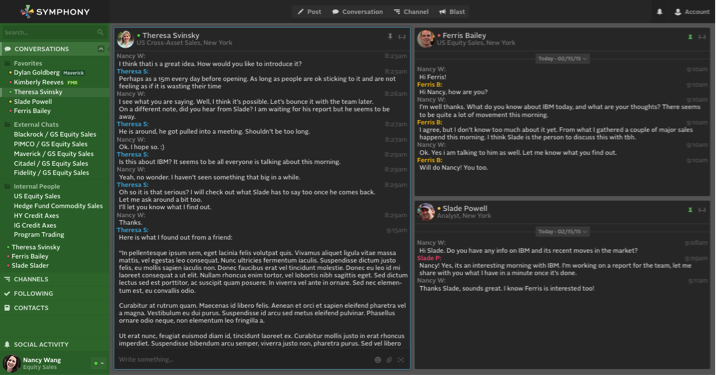 SYMPHONY
Post
Conversation
Channel
Blast
Account
Search...
CONVERSATIONS
Favorites
Dylan Goldberg Maverick
Kimberly Reeves
Theresa Svinsky
Slade Powell
Ferris Bailey
External Chats
Blackrock / GS Equity Sales
PIMCO / GS Equity Sales
Maverick / GS Equity Sales
Citadel / GS Equity Sales
Fidelity / GS Equity Sales
Internal People
US Equity Sales
Hedge Fund Commodity Sales
HY Credit Axes
IG Credit Axes
Program Trading
Theresa Svinsky
Ferris Bailey
Slade Slader
CHANNELS
FOLLOWING
CONTACTS
SOCIAL ACTIVITY
Nancy Wang
Equity Sales
Theresa Svinsky
US Cross-Asset Sales, New York
Nancy W: 8:23am
I think thati s a great idea. How would you like to introduce it?
Theresa S: 8:23am
Perhaps as a 15m every day before opening. As long as people are ok sticking to it and are not
feeling as if it is wasting their time
Nancy W: 8:26am
I see what you are saying. Well, I think it's possible. Let's bounce it with the team later.
On a different note, did you hear from Slade? I am waiting for his report but he seems to be
away.
Theresa S: 8:27am
He is around, he got pulled into a meeting. Shouldn't be too long.
Nancy W: 8:27am
Ok. I hope so. :)
Theresa S: 8:29am
Is this about IBM? It seems to be all everyone is talking about this morning.
Nancy W: 8:29am
Yeah, no wonder. I haven't seen something that big in a while.
Theresa S: 8:29am
Oh so it is that serious? I will check out what Slade has to say too once he comes back.
Let me ask around a bit too.
I'll let you know what I find out.
Nancy W: 8:29am
Thanks.
Theresa S: 9:15am
Here is what I found out from a friend:
"In pellentesque ipsum sem, eget lacinia felis volutpat quis. Vivamus aliquet ligula vitae massa
mattis, vel egestas leo consequat. Nunc ultricies fermentum iaculis. Suspendisse dictum justo
felis, eu mollis sapien iaculis non. Donec faucibus erat vel tincidunt molestie. Donec eu leo id mi
laoreet consequat a ut elit. Nullam rhoncus enim tortor, vel lobortis nibh sagittis eget. Sed dictum
lectus sed est porttitor, ac suscipit quam posuere. In viverra vel ante in ornare. Sed nec elemen-
tum est, eu convallis odio.
Curabitur at rutrum quam. Maecenas id libero felis. Aenean et orci et sapien eleifend pharetra vel
a magna. Vestibulum eu dui purus. Suspendisse id arcu sed metus eleifend pulvinar. Phasellus
ornare odio neque, non elementum leo fringilla a.
Ut erat nunc, feugiat euismod diam id, tincidunt laoreet ex. Curabitur mollis justo in erat rhoncus
imperdiet. Suspendisse bibendum arcu semper, viverra justo non, pharetra purus. Sed vel libero
Write something...
Ferris Bailey
US Equity Sales, New York
Today - 02/15/15
Nancy W: 9:10am
Hi Ferris!
Ferris B: 9:10am
Hi Nancy, how are you?
Nancy W: 9:10am
I'm well thanks. What do you know about IBM today, and what are your thoughts? There seems
to be quite a lot of movement this morning.
Ferris B: 9:10am
I agree, but I don't know too much about it yet. From what I gathered a couple of major sales
happened this morning. I think Slade is the person to discuss this with tbh.
Nancy W: 9:10am
Ok. Yes i am talking to him as well. Let me know what you find out.
Ferris B: 9:10am
Will do Nancy! You too.
Slade Powell
Analyst, New York
Today - 02/15/15
Nancy W:
Hi Slade. Do you have any info on IBM and its recent moves in the market?
Slade P:
Nancy! Yes, its an interesting morning with IBM. I'm working on a report for the team, let me
share with you what I have in a minute once it's done.
Nancy W:
Thanks Slade, sounds great. I know Ferris is interested too!